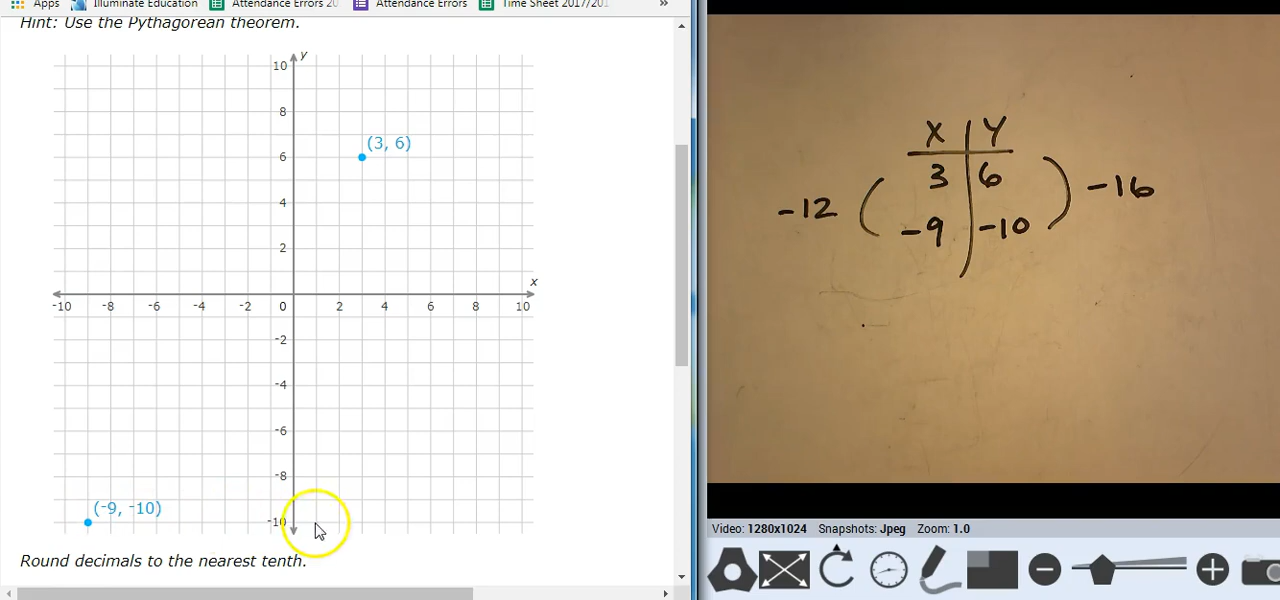 Apps Illuminate Education Attendance Errors 20 Attendance Errors Time Sheet 2017/201 »
Hint: Use the Pythagorean theorem.
y
10
8
(3, 6)
6
4
2
x
-10 -8 -6 -4 -2 0 2 4 6 8 10
-2
-4
-6
-8
(-9, -10)
-10
Round decimals to the nearest tenth.
X Y
3 6
-12 ( ) -16
-9 -10
Video: 1280x1024 Snapshots: Jpeg Zoom: 1.0